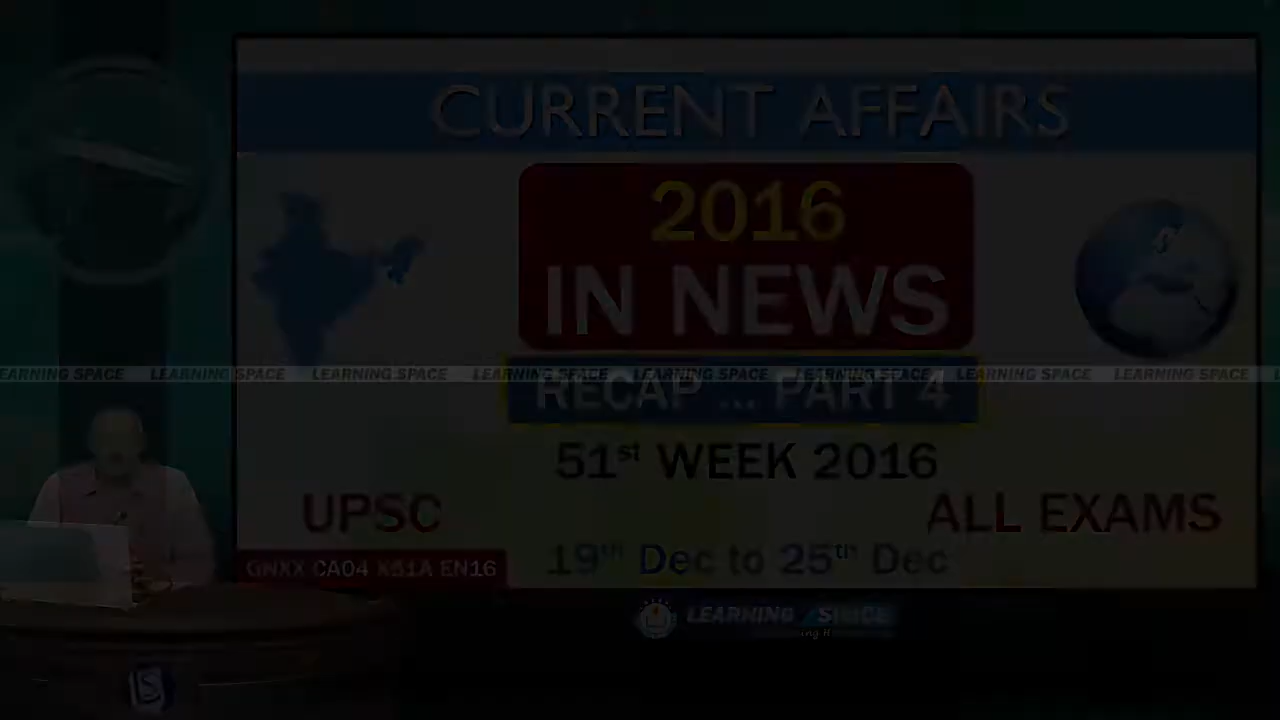 CURRENT AFFAIRS
2016
IN NEWS
LEARNING SPACE LEARNING SPACE LEARNING SPACE LEARNING SPACE LEARNING SPACE LEARNING SPACE LEARNING SPACE LEARNING SPACE
RECAP ... PART 4
51st WEEK 2016
UPSC
ALL EXAMS
19th Dec to 25th Dec
GNXX CA04 X51A EN16
LEARNING SPACE
LS